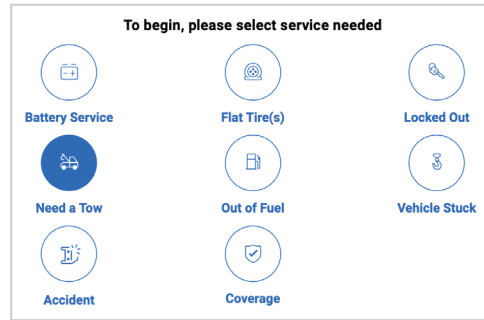 To begin, please select service needed
Battery Service
Flat Tire(s)
Locked Out
Need a Tow
Out of Fuel
Vehicle Stuck
Accident
Coverage